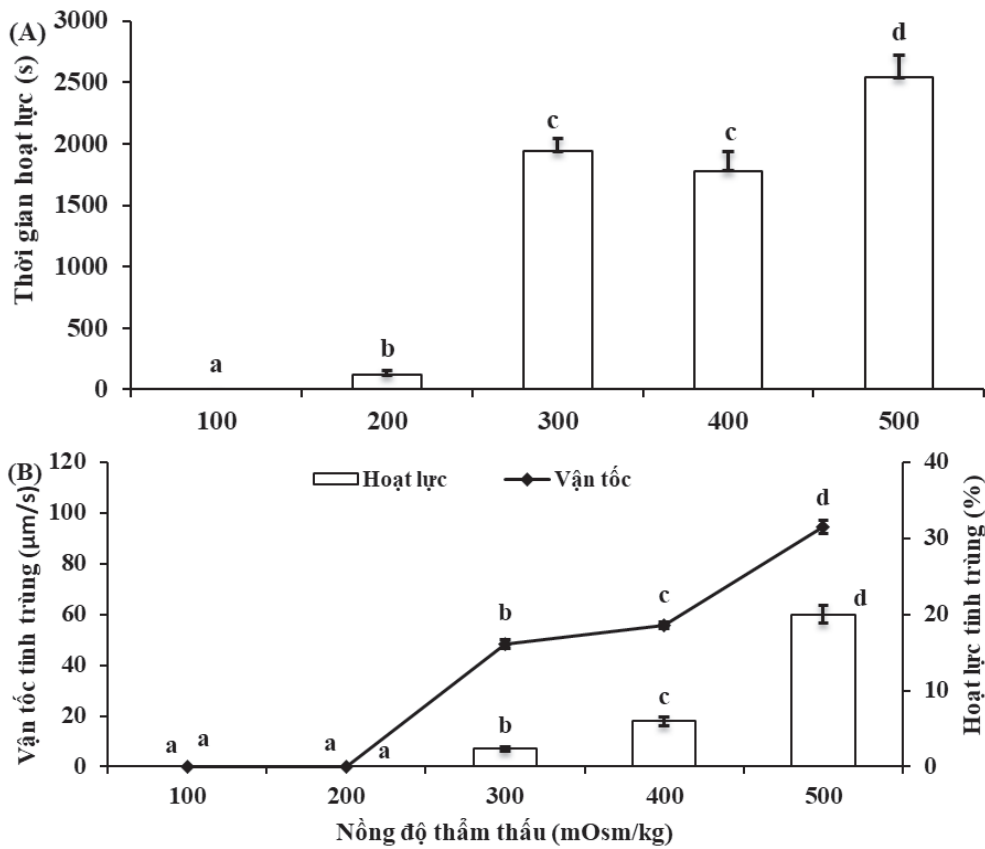 (A)
Thời gian hoạt lực (s)
3000
2500
2000
1500
1000
500
0
a
b
c
c
d
100 200 300 400 500
(B)
Vận tốc tinh trùng (µm/s)
120
100
80
60
40
20
0
Hoạt lực Vận tốc
a a
a a
b
b
c
c
d
d
40
30
20
10
0
Hoạt lực tinh trùng (%)
100 200 300 400 500
Nồng độ thẩm thấu (mOsm/kg)